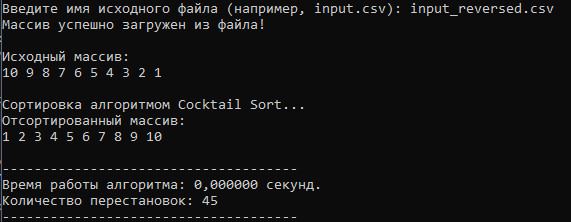 Введите имя исходного файла (например, input.csv): input_reversed.csv
Массив успешно загружен из файла!
Исходный массив:
10 9 8 7 6 5 4 3 2 1
Сортировка алгоритмом Cocktail Sort...
Отсортированный массив:
1 2 3 4 5 6 7 8 9 10
-------------------------------------
Время работы алгоритма: 0,000000 секунд.
Количество перестановок: 45
-------------------------------------